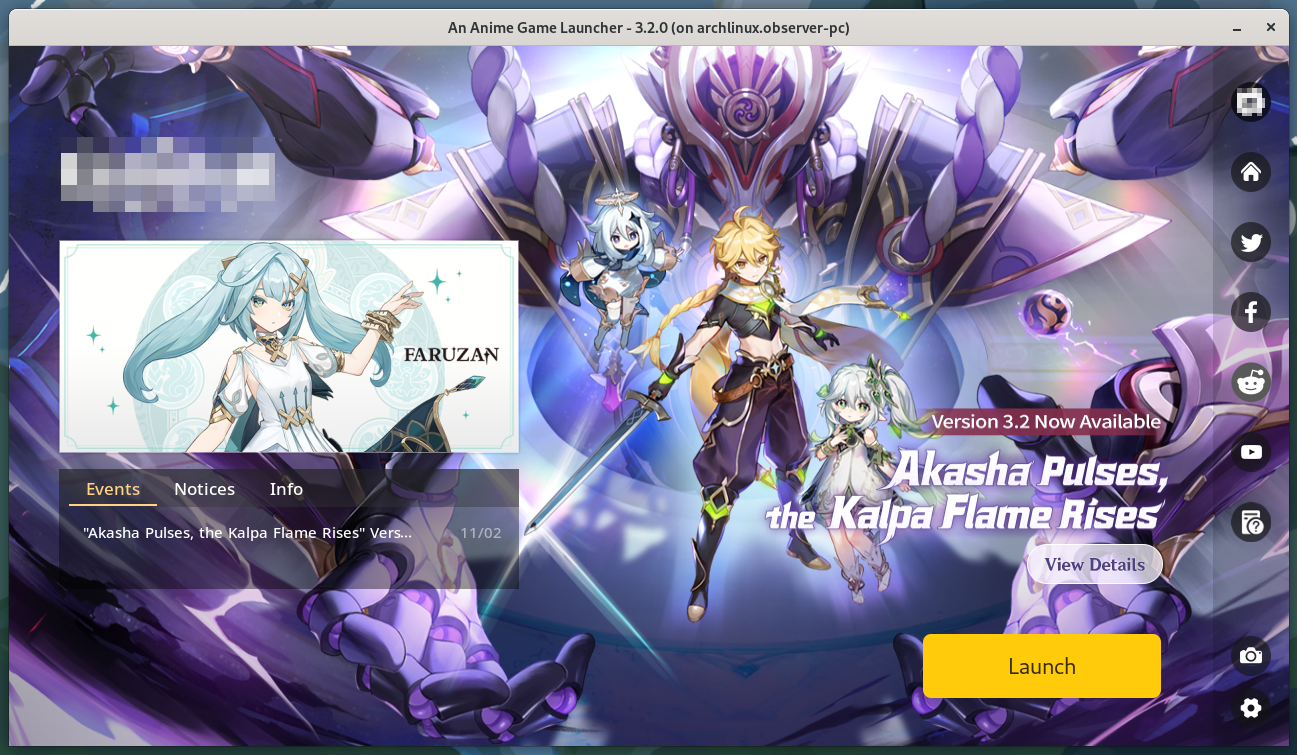 An Anime Game Launcher - 3.2.0 (on archlinux.observer-pc)
FARUZAN
Events Notices Info
"Akasha Pulses, the Kalpa Flame Rises" Vers... 11/02
Version 3.2 Now Available
Akasha Pulses,
the Kalpa Flame Rises
View Details
Launch